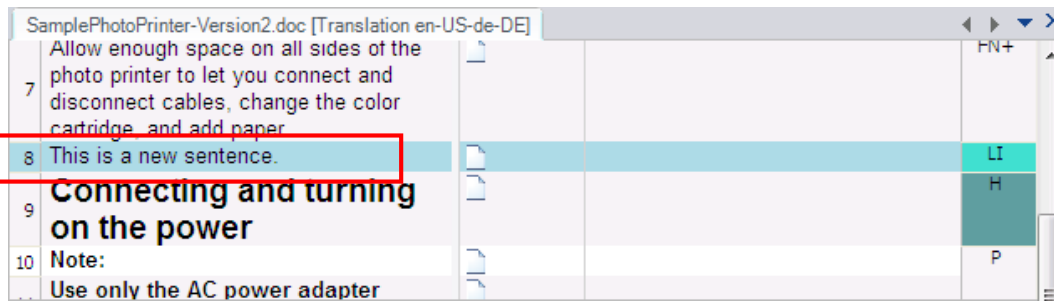 SamplePhotoPrinter-Version2.doc [Translation en-US-de-DE]
Allow enough space on all sides of the FN+
photo printer to let you connect and
7
disconnect cables, change the color
cartridge, and add paper
8 This is a new sentence. LI
Connecting and turning H
9
on the power
10 Note: P
Use only the AC power adapter